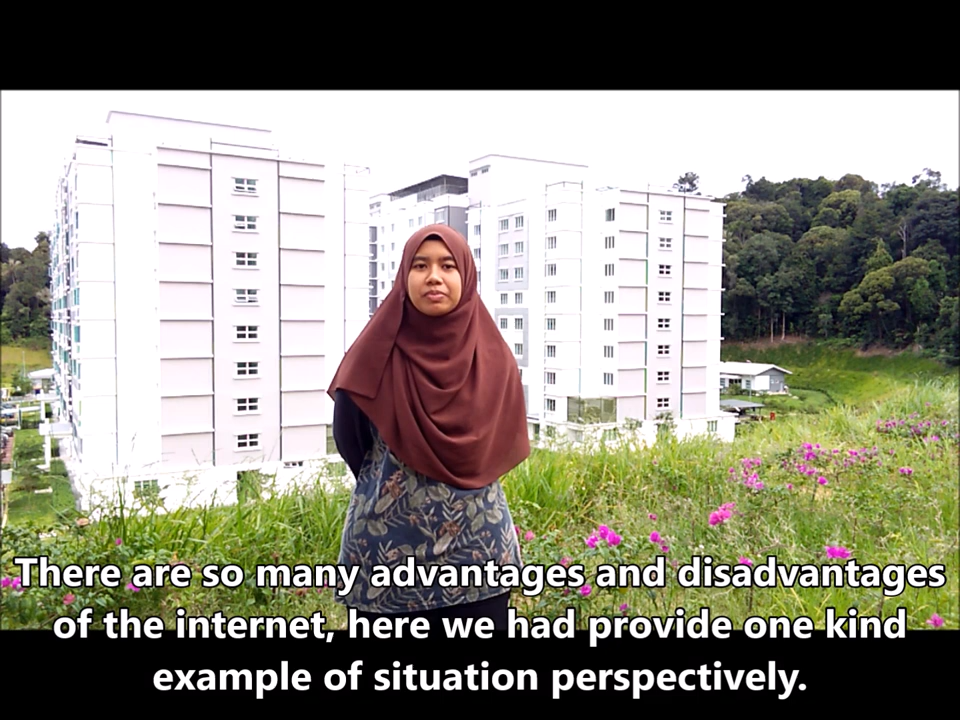 There are so many advantages and disadvantages
of the internet, here we had provide one kind
example of situation perspectively.